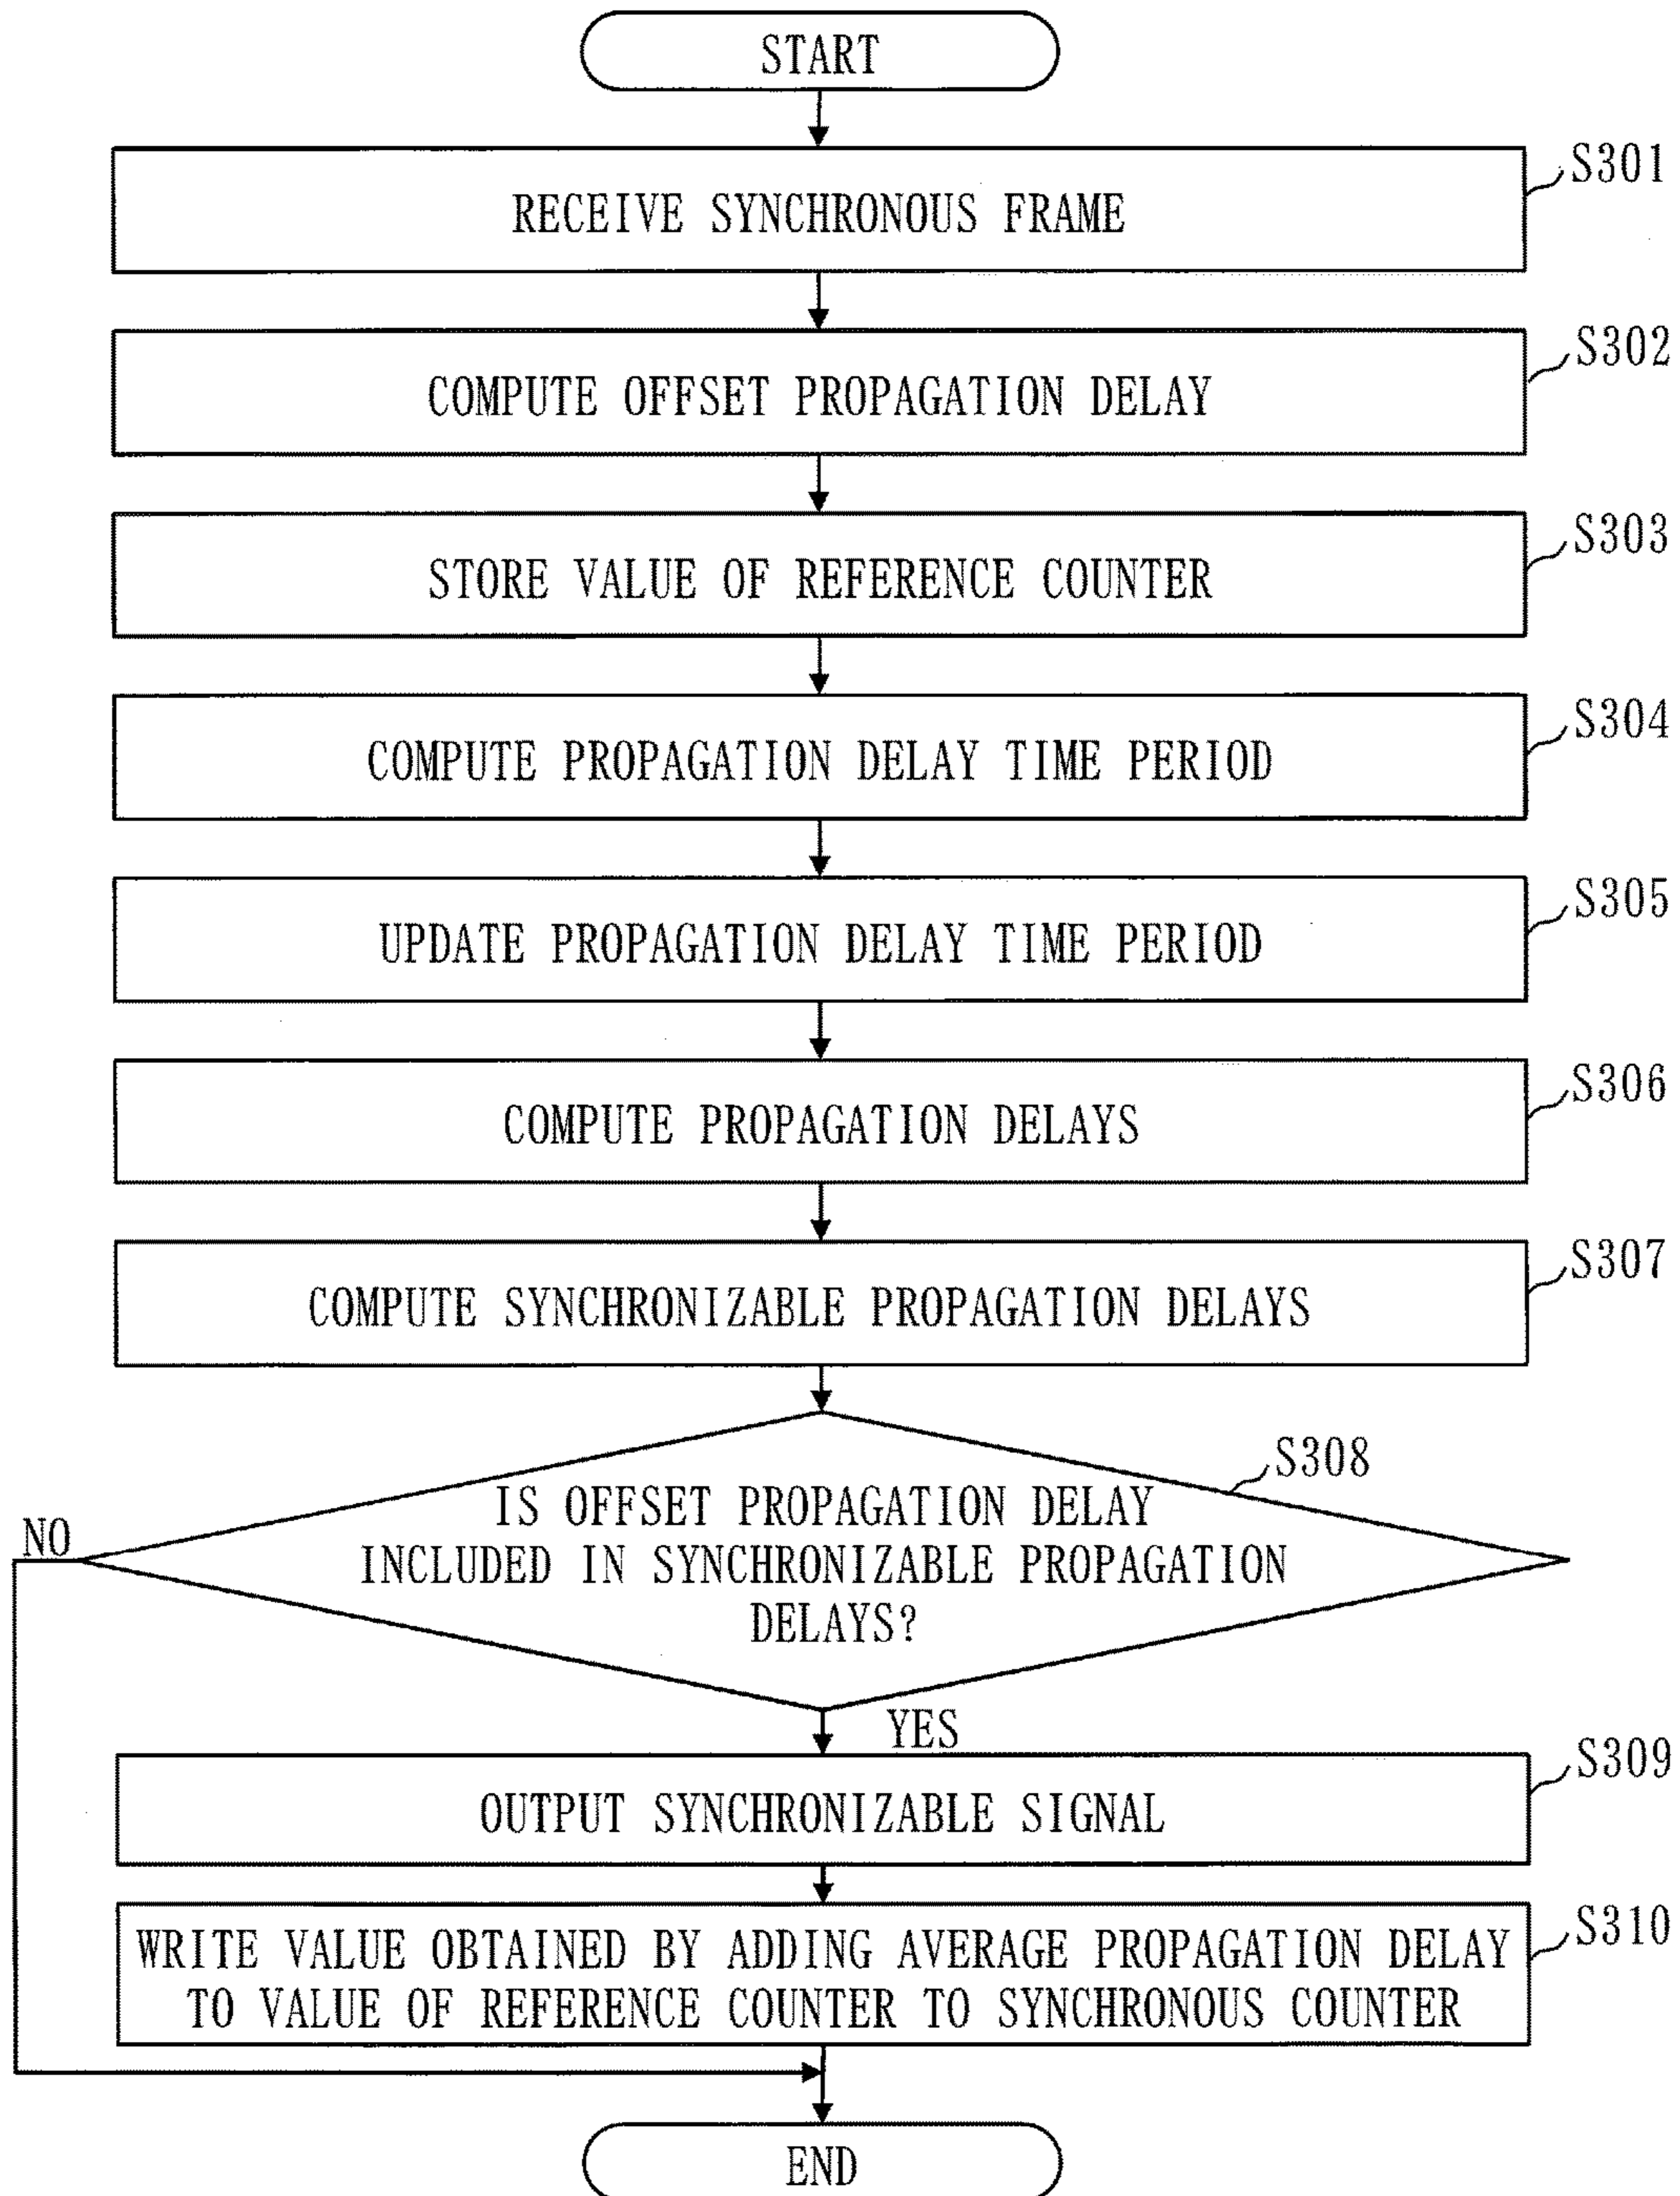 START
S301
RECEIVE SYNCHRONOUS FRAME
S302
COMPUTE OFFSET PROPAGATION DELAY
S303
STORE VALUE OF REFERENCE COUNTER
S304
COMPUTE PROPAGATION DELAY TIME PERIOD
S305
UPDATE PROPAGATION DELAY TIME PERIOD
S306
COMPUTE PROPAGATION DELAYS
S307
COMPUTE SYNCHRONIZABLE PROPAGATION DELAYS
S308
IS OFFSET PROPAGATION DELAY
INCLUDED IN SYNCHRONIZABLE PROPAGATION
DELAYS?
NO
YES
S309
OUTPUT SYNCHRONIZABLE SIGNAL
S310
WRITE VALUE OBTAINED BY ADDING AVERAGE PROPAGATION DELAY
TO VALUE OF REFERENCE COUNTER TO SYNCHRONOUS COUNTER
END